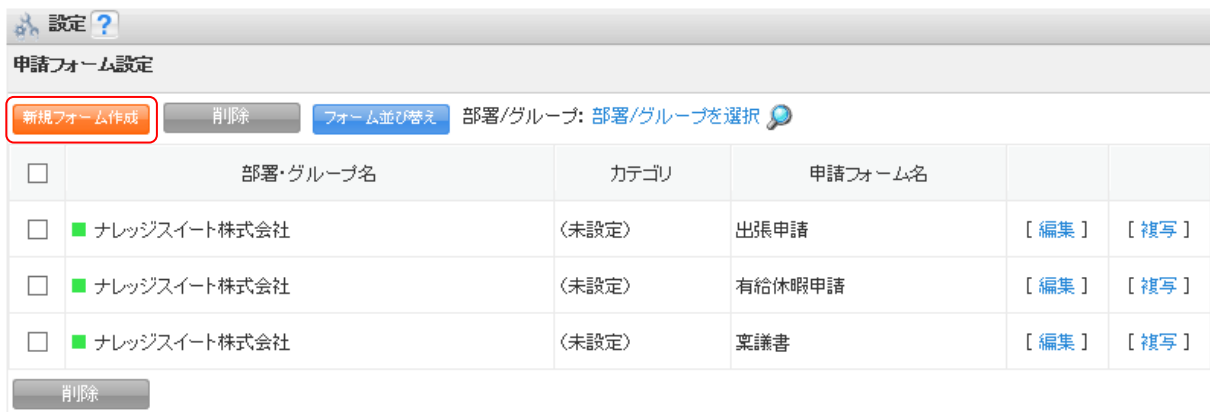 設定 ?
申請フォーム設定
新規フォーム作成 削除 フォーム並び替え 部署/グループ: 部署/グループを選択
部署・グループ名 カテゴリ 申請フォーム名
ナレッジスイート株式会社 (未設定) 出張申請 [ 編集 ] [ 複写 ]
ナレッジスイート株式会社 (未設定) 有給休暇申請 [ 編集 ] [ 複写 ]
ナレッジスイート株式会社 (未設定) 稟議書 [ 編集 ] [ 複写 ]
削除